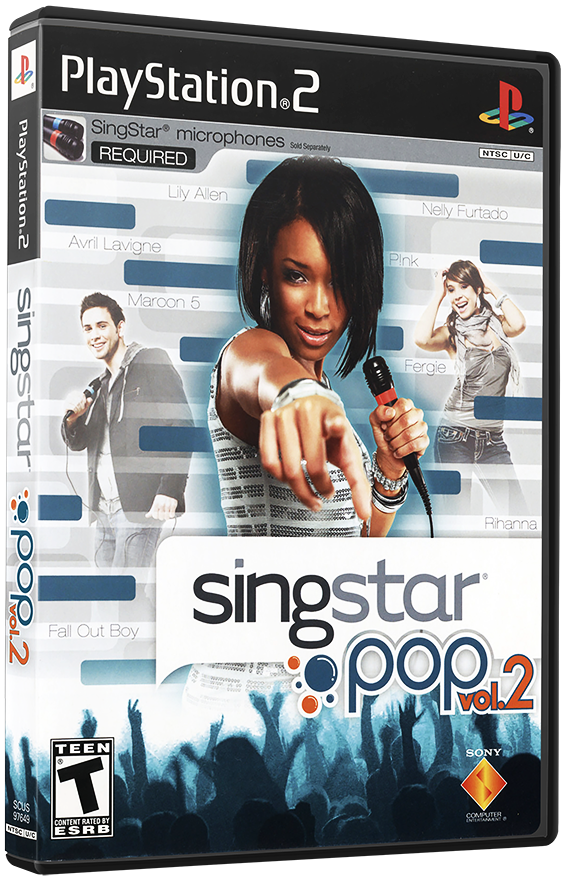 PlayStation®2
SingStar® microphones Sold Separately
REQUIRED
NTSC U/C
Lily Allen
Nelly Furtado
Avril Lavigne
P!nk
Maroon 5
Fergie
Rihanna
singstar®
pop
vol.2
Fall Out Boy
TEEN
T
CONTENT RATED BY
ESRB
SONY
COMPUTER
ENTERTAINMENT®
PlayStation®2
singstar
pop
vol.2
SCUS
97649
NTSC U/C